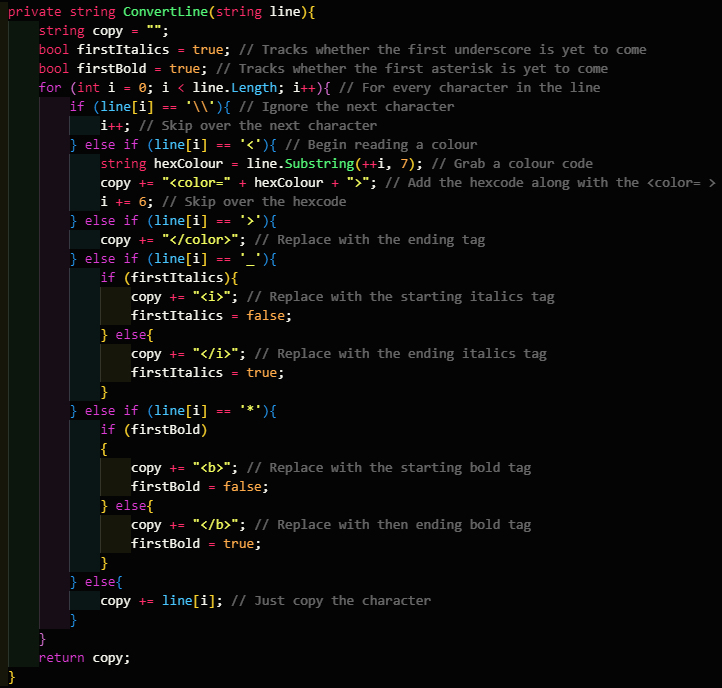 private string ConvertLine(string line){
    string copy = "";
    bool firstItalics = true; // Tracks whether the first underscore is yet to come
    bool firstBold = true; // Tracks whether the first asterisk is yet to come
    for (int i = 0; i < line.Length; i++){ // For every character in the line
        if (line[i] == '\\'){ // Ignore the next character
            i++; // Skip over the next character
        } else if (line[i] == '<'){ // Begin reading a colour
            string hexColour = line.Substring(++i, 7); // Grab a colour code
            copy += "<color=" + hexColour + ">"; // Add the hexcode along with the <color= >
            i += 6; // Skip over the hexcode
        } else if (line[i] == '>'){
            copy += "</color>"; // Replace with the ending tag
        } else if (line[i] == '_'){
            if (firstItalics){
                copy += "<i>"; // Replace with the starting italics tag
                firstItalics = false;
            } else{
                copy += "</i>"; // Replace with the ending italics tag
                firstItalics = true;
            }
        } else if (line[i] == '*'){
            if (firstBold)
            {
                copy += "<b>"; // Replace with the starting bold tag
                firstBold = false;
            } else{
                copy += "</b>"; // Replace with then ending bold tag
                firstBold = true;
            }
        } else{
            copy += line[i]; // Just copy the character
        }
    }
    return copy;
}